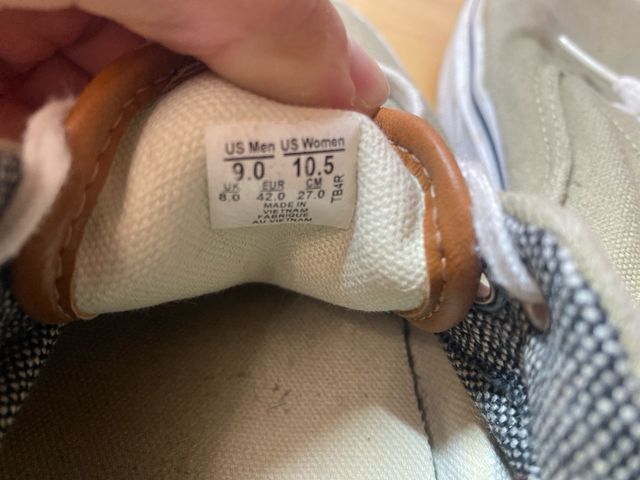 US Men US Women
9.0 10.5
UK EUR CM
8.0 42.0 27.0
MADE IN
VIETNAM
FABRIQUE
AU VIETNAM
TB4R